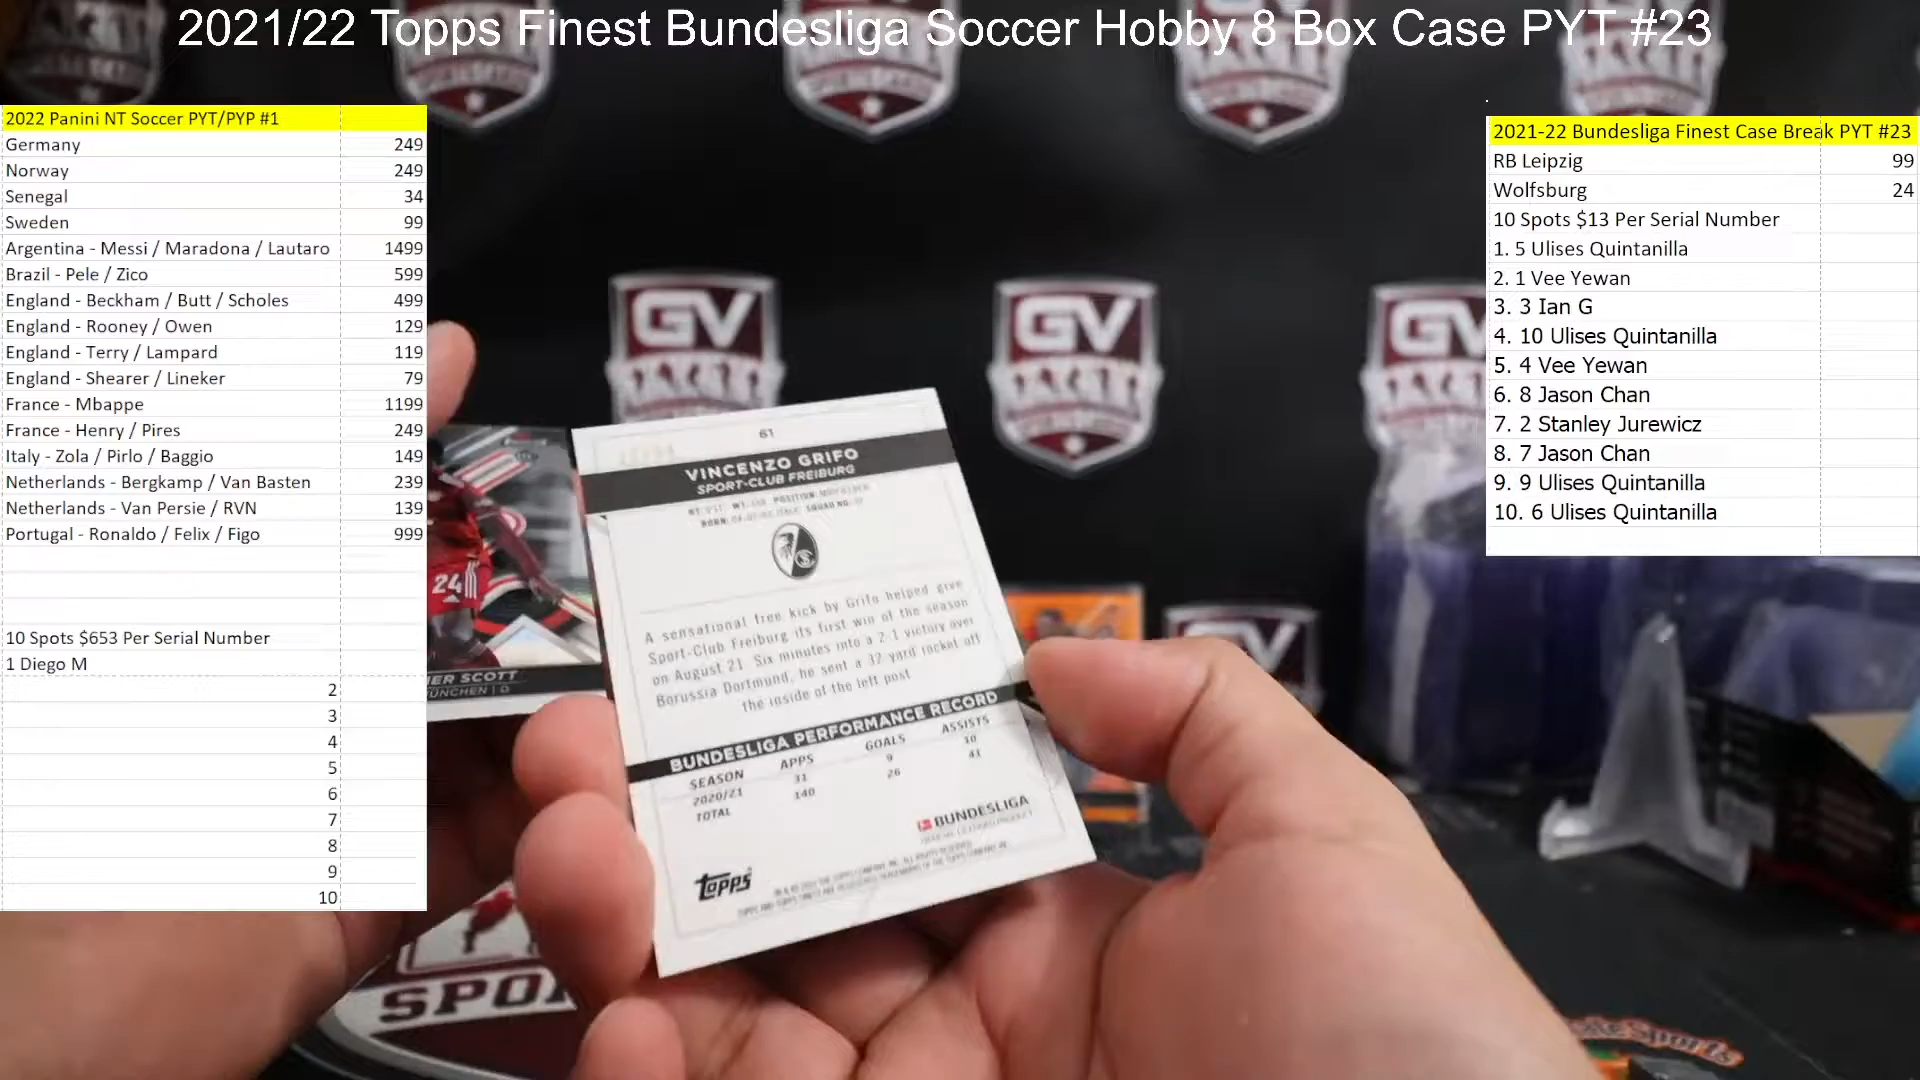 2021/22 Topps Finest Bundesliga Soccer Hobby 8 Box Case PYT #23
2022 Panini NT Soccer PYT/PYP #1
Germany 249
Norway 249
Senegal 34
Sweden 99
Argentina - Messi / Maradona / Lautaro 1499
Brazil - Pele / Zico 599
England - Beckham / Butt / Scholes 499
England - Rooney / Owen 129
England - Terry / Lampard 119
England - Shearer / Lineker 79
France - Mbappe 1199
France - Henry / Pires 249
Italy - Zola / Pirlo / Baggio 149
Netherlands - Bergkamp / Van Basten 239
Netherlands - Van Persie / RVN 139
Portugal - Ronaldo / Felix / Figo 999
10 Spots $653 Per Serial Number
1 Diego M
2
3
4
5
6
7
8
9
10
2021-22 Bundesliga Finest Case Break PYT #23
RB Leipzig 99
Wolfsburg 24
10 Spots $13 Per Serial Number
1. 5 Ulises Quintanilla
2. 1 Vee Yewan
3. 3 Ian G
4. 10 Ulises Quintanilla
5. 4 Vee Yewan
6. 8 Jason Chan
7. 2 Stanley Jurewicz
8. 7 Jason Chan
9. 9 Ulises Quintanilla
10. 6 Ulises Quintanilla
GV
GV
GV
24
SCOTT
61
VINCENZO GRIFO
SPORT-CLUB FREIBURG
A sensational free kick by Grifo helped give
Sport-Club Freiburg its first win of the season
on August 21 Six minutes into a 2-1 victory over
Borussia Dortmund, he sent a 37 yard rocket off
the inside of the left post
BUNDESLIGA PERFORMANCE RECORD
SEASON APPS GOALS ASSISTS
2020/21 31 9 10
TOTAL 140 26 41
BUNDESLIGA
Topps